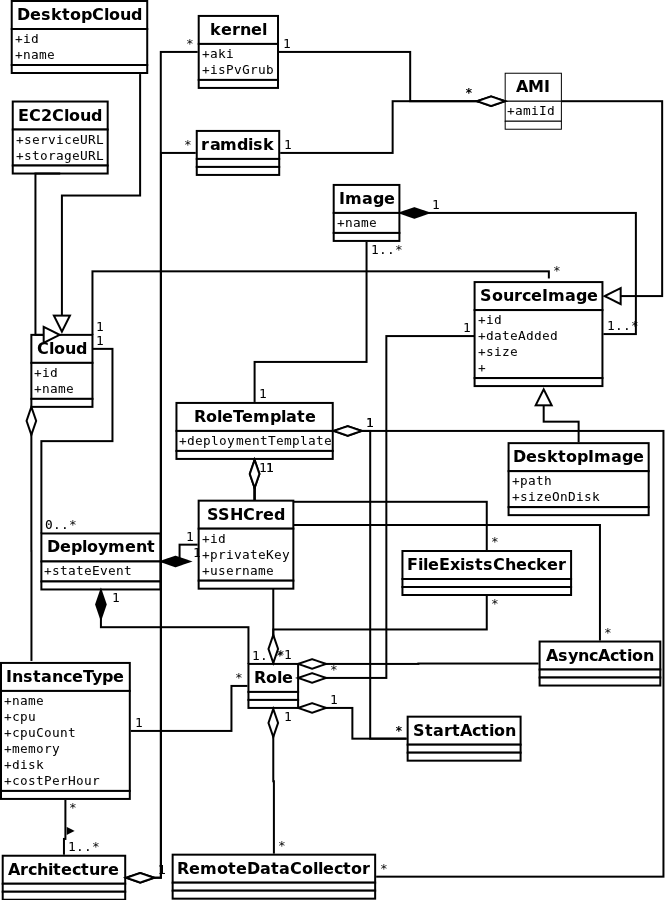 DesktopCloud
+id
+name
kernel
+aki
+isPvGrub
*
1
AMI
+amiId
*
EC2Cloud
+serviceURL
+storageURL
ramdisk
*
1
Image
+name
1
1..*
SourceImage
+id
+dateAdded
+size
+
*
1
1..*
Cloud
+id
+name
1
1
RoleTemplate
+deploymentTemplate
1
1
11
DesktopImage
+path
+sizeOnDisk
SSHCred
+id
+privateKey
+username
0..*
Deployment
+stateEvent
1
1
1
FileExistsChecker
*
*
AsyncAction
*
Role
1..*
*1
*
*
1
1
InstanceType
+name
+cpu
+cpuCount
+memory
+disk
+costPerHour
1
*
1..*
StartAction
*
Architecture
1
RemoteDataCollector
*
*